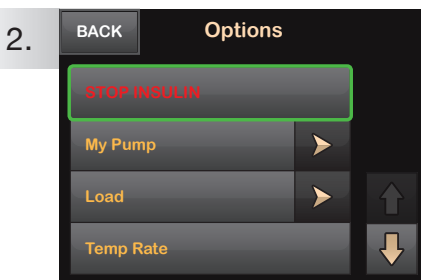 2.
BACK
Options
STOP INSULIN
My Pump
Load
Temp Rate